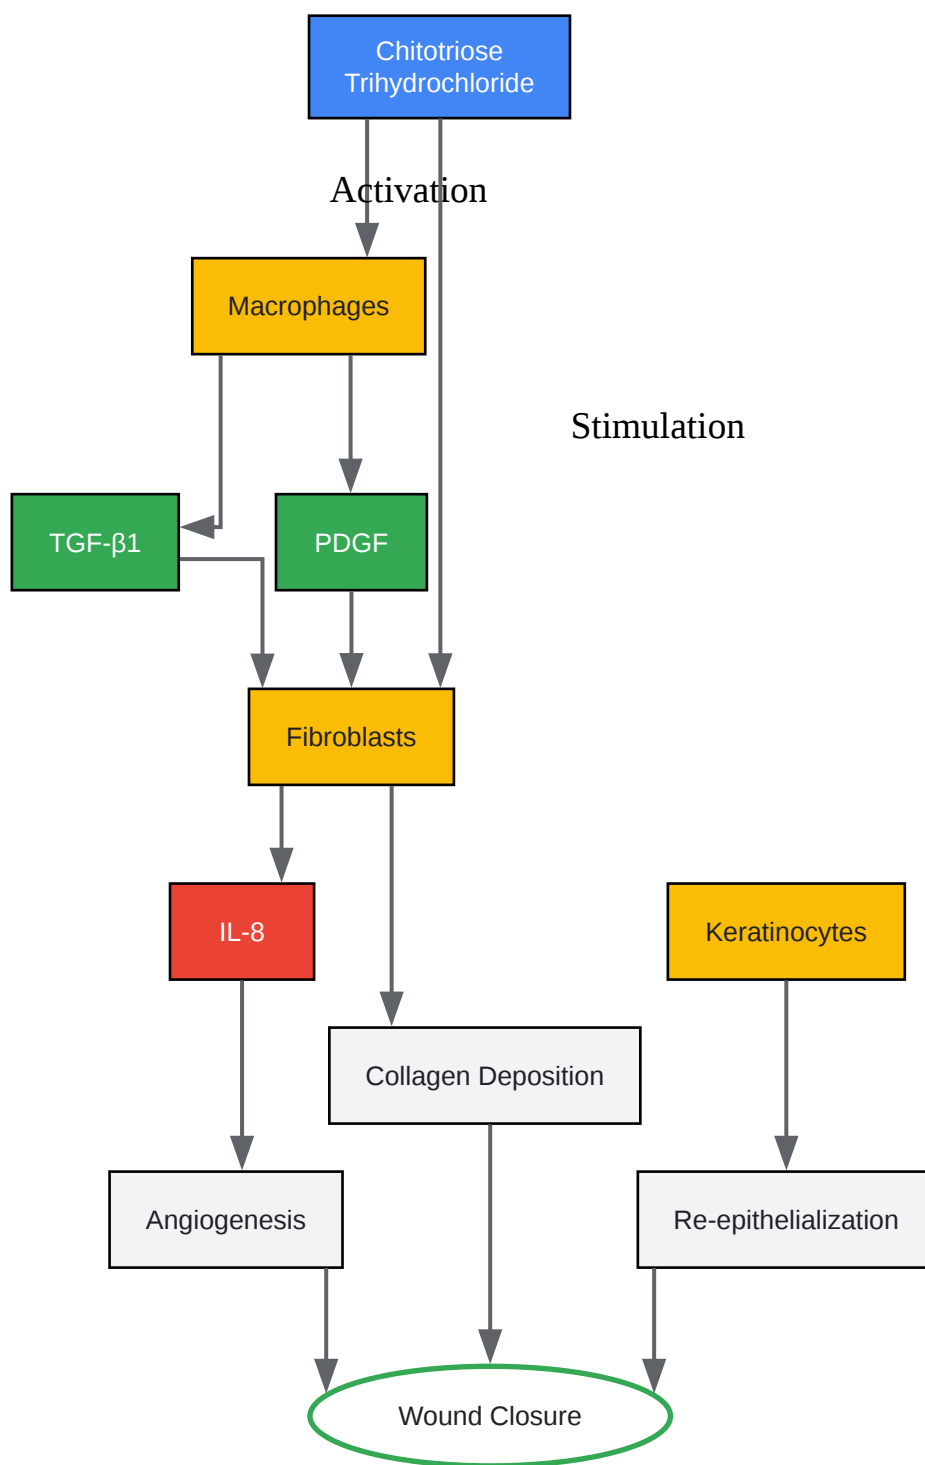 Chitotriose
Trihydrochloride
Activation
Macrophages
Stimulation
TGF-β1
PDGF
Fibroblasts
IL-8
Keratinocytes
Collagen Deposition
Angiogenesis
Re-epithelialization
Wound Closure